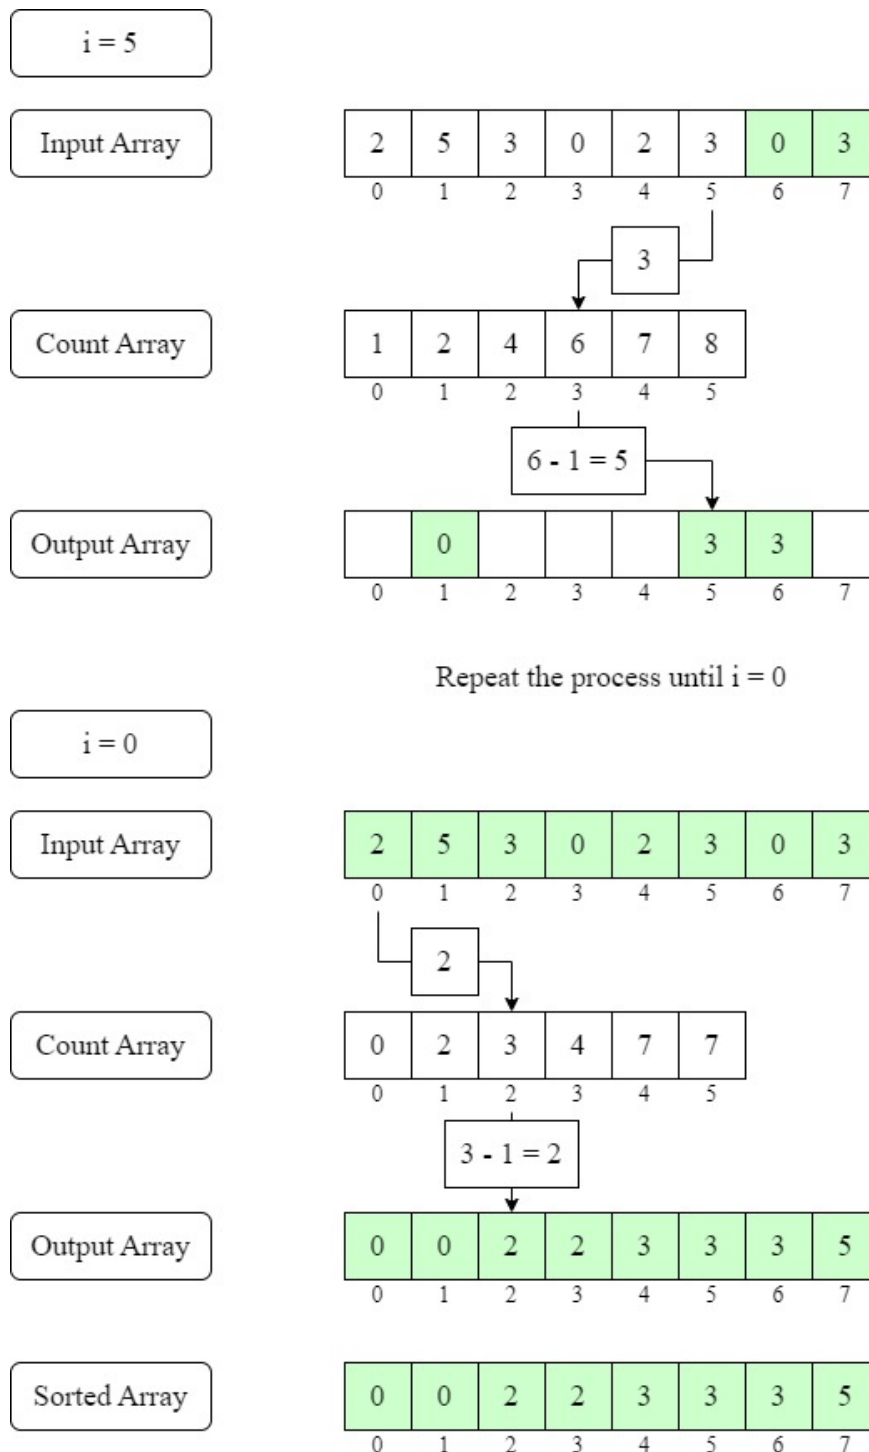 i = 5
Input Array 2 5 3 0 2 3 0 3
0 1 2 3 4 5 6 7
3
Count Array 1 2 4 6 7 8
0 1 2 3 4 5
6 - 1 = 5
Output Array 0 3 3
0 1 2 3 4 5 6 7
Repeat the process until i = 0
i = 0
Input Array 2 5 3 0 2 3 0 3
0 1 2 3 4 5 6 7
2
Count Array 0 2 3 4 7 7
0 1 2 3 4 5
3 - 1 = 2
Output Array 0 0 2 2 3 3 3 5
0 1 2 3 4 5 6 7
Sorted Array 0 0 2 2 3 3 3 5
0 1 2 3 4 5 6 7